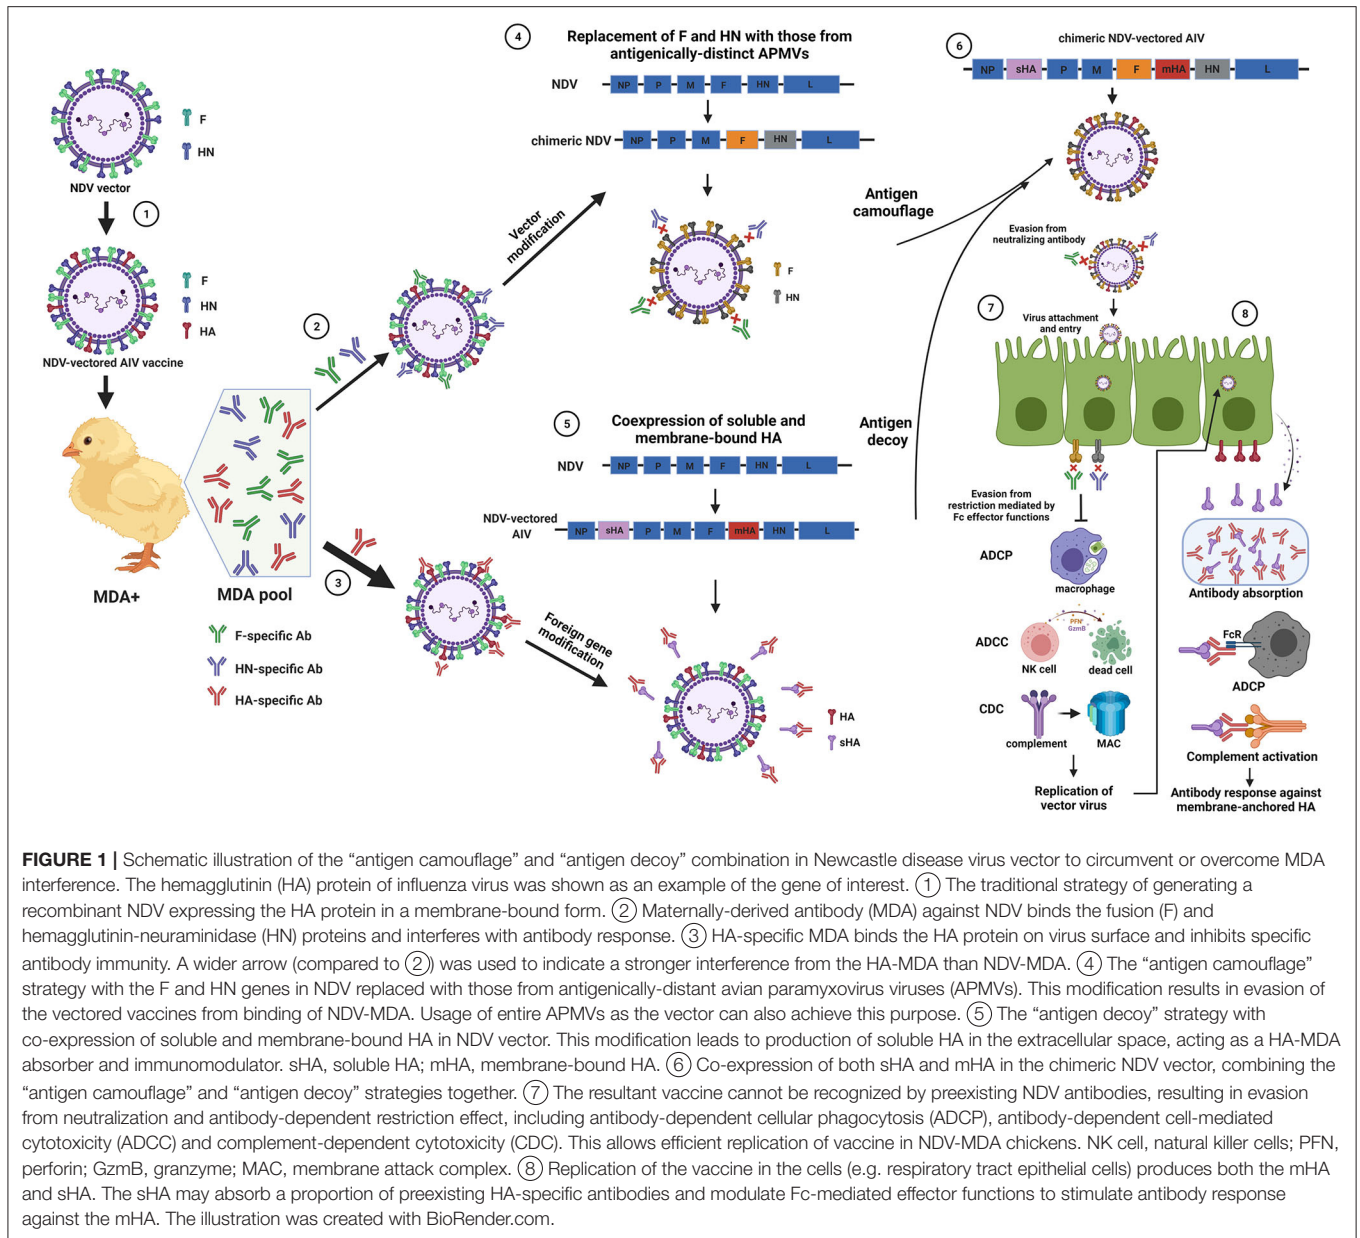 NDV vector
F
HN
1
F
HN
HA
NDV-vectored AIV vaccine
MDA+
MDA pool
F-specific Ab
HN-specific Ab
HA-specific Ab
2
3
Vector
modification
Foreign gene
modification
4
Replacement of F and HN with those from
antigenically-distinct APMVs
NDV
NP P M F HN L
chimeric NDV
NP P M F HN L
F
HN
Antigen
camouflage
5
Coexpression of soluble and
membrane-bound HA
NDV
NP P M F HN L
NDV-vectored
AIV
NP sHA P M F mHA HN L
HA
sHA
Antigen
decoy
6
chimeric NDV-vectored AIV
NP sHA P M F mHA HN L
Evasion from
neutralizing antibody
7
Virus attachment
and entry
8
Evasion from
restriction mediated by
Fc effector functions
ADCP
macrophage
ADCC
PFN
GzmB
NK cell
dead cell
CDC
complement
MAC
Replication of
vector virus
Antibody absorption
FcR
ADCP
Complement activation
Antibody response against
membrane-anchored HA
FIGURE 1 | Schematic illustration of the “antigen camouflage” and “antigen decoy” combination in Newcastle disease virus vector to circumvent or overcome MDA
interference. The hemagglutinin (HA) protein of influenza virus was shown as an example of the gene of interest. ① The traditional strategy of generating a
recombinant NDV expressing the HA protein in a membrane-bound form. ② Maternally-derived antibody (MDA) against NDV binds the fusion (F) and
hemagglutinin-neuraminidase (HN) proteins and interferes with antibody response. ③ HA-specific MDA binds the HA protein on virus surface and inhibits specific
antibody immunity. A wider arrow (compared to ②) was used to indicate a stronger interference from the HA-MDA than NDV-MDA. ④ The “antigen camouflage”
strategy with the F and HN genes in NDV replaced with those from antigenically-distant avian paramyxovirus viruses (APMVs). This modification results in evasion of
the vectored vaccines from binding of NDV-MDA. Usage of entire APMVs as the vector can also achieve this purpose. ⑤ The “antigen decoy” strategy with
co-expression of soluble and membrane-bound HA in NDV vector. This modification leads to production of soluble HA in the extracellular space, acting as a HA-MDA
absorber and immunomodulator. sHA, soluble HA; mHA, membrane-bound HA. ⑥ Co-expression of both sHA and mHA in the chimeric NDV vector, combining the
“antigen camouflage” and “antigen decoy” strategies together. ⑦ The resultant vaccine cannot be recognized by preexisting NDV antibodies, resulting in evasion
from neutralization and antibody-dependent restriction effect, including antibody-dependent cellular phagocytosis (ADCP), antibody-dependent cell-mediated
cytotoxicity (ADCC) and complement-dependent cytotoxicity (CDC). This allows efficient replication of vaccine in NDV-MDA chickens. NK cell, natural killer cells; PFN,
perforin; GzmB, granzyme; MAC, membrane attack complex. ⑧ Replication of the vaccine in the cells (e.g. respiratory tract epithelial cells) produces both the mHA
and sHA. The sHA may absorb a proportion of preexisting HA-specific antibodies and modulate Fc-mediated effector functions to stimulate antibody response
against the mHA. The illustration was created with BioRender.com.